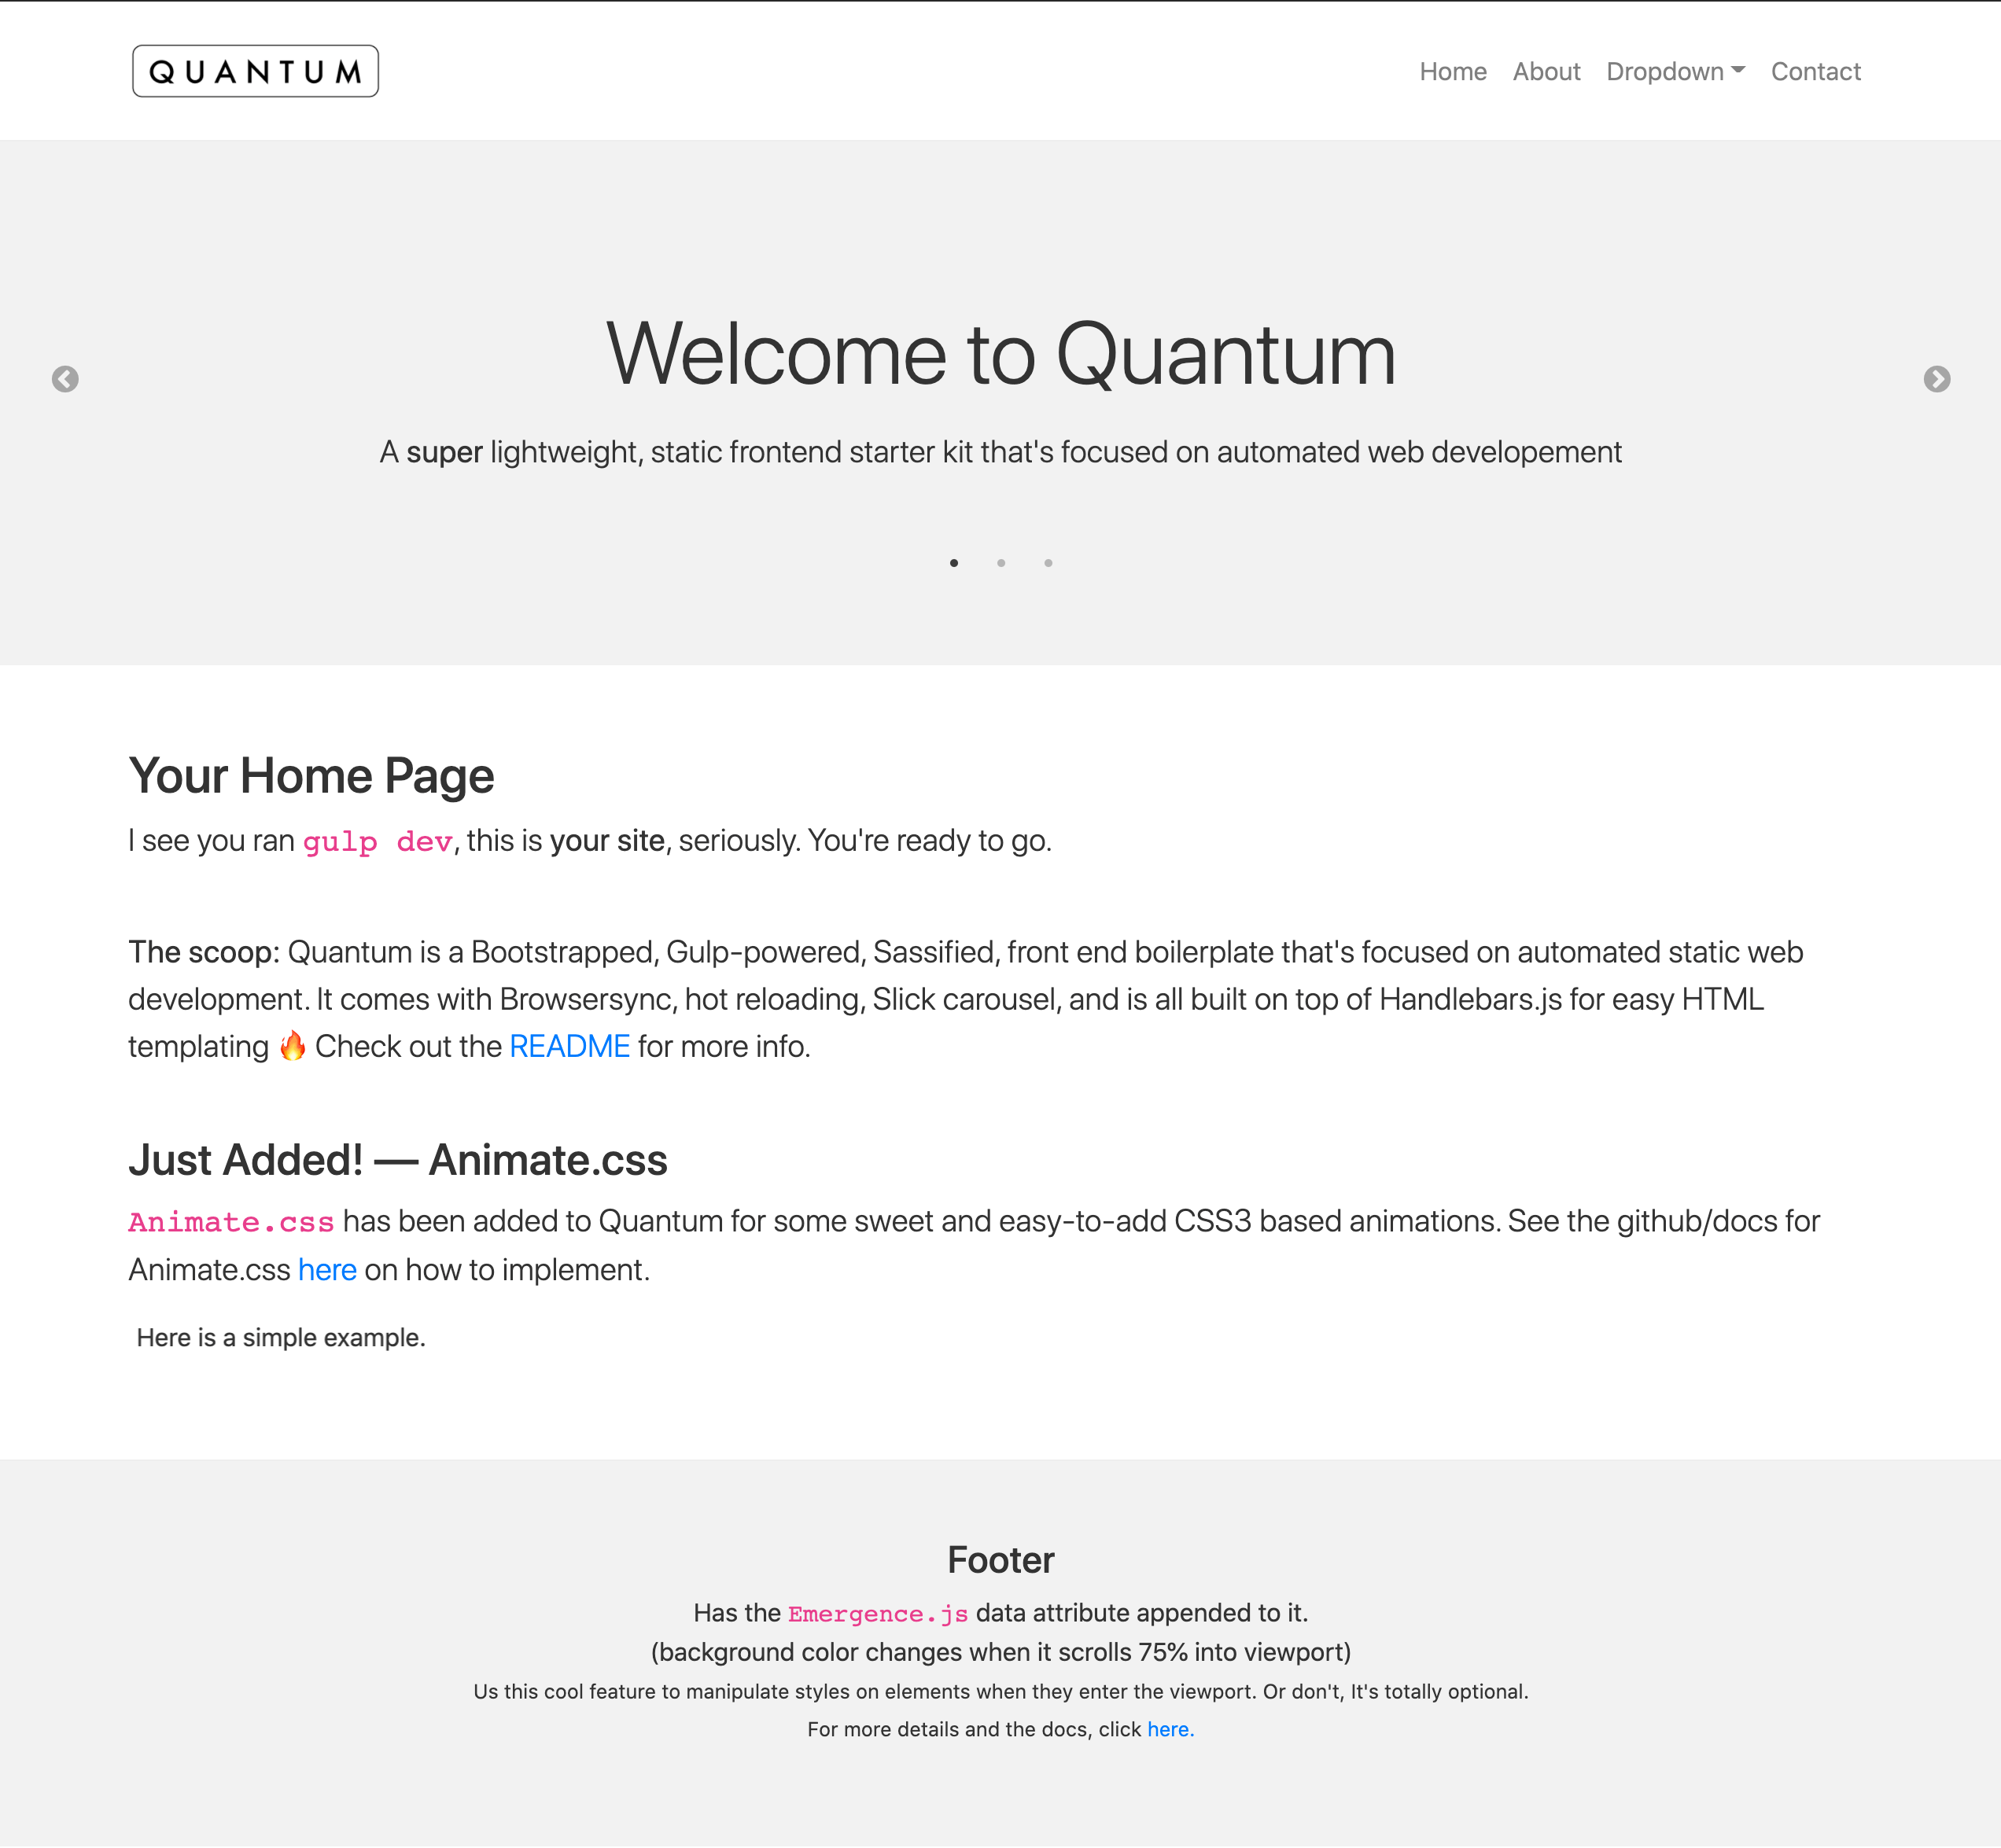 QUANTUM
Home About Dropdown Contact
Welcome to Quantum
A super lightweight, static frontend starter kit that's focused on automated web developement
Your Home Page
I see you ran gulp dev, this is your site, seriously. You're ready to go.
The scoop: Quantum is a Bootstrapped, Gulp-powered, Sassified, front end boilerplate that's focused on automated static web
development. It comes with Browsersync, hot reloading, Slick carousel, and is all built on top of Handlebars.js for easy HTML
templating 🔥 Check out the README for more info.
Just Added! — Animate.css
Animate.css has been added to Quantum for some sweet and easy-to-add CSS3 based animations. See the github/docs for
Animate.css here on how to implement.
Here is a simple example.
Footer
Has the Emergence.js data attribute appended to it.
(background color changes when it scrolls 75% into viewport)
Us this cool feature to manipulate styles on elements when they enter the viewport. Or don't, It's totally optional.
For more details and the docs, click here.